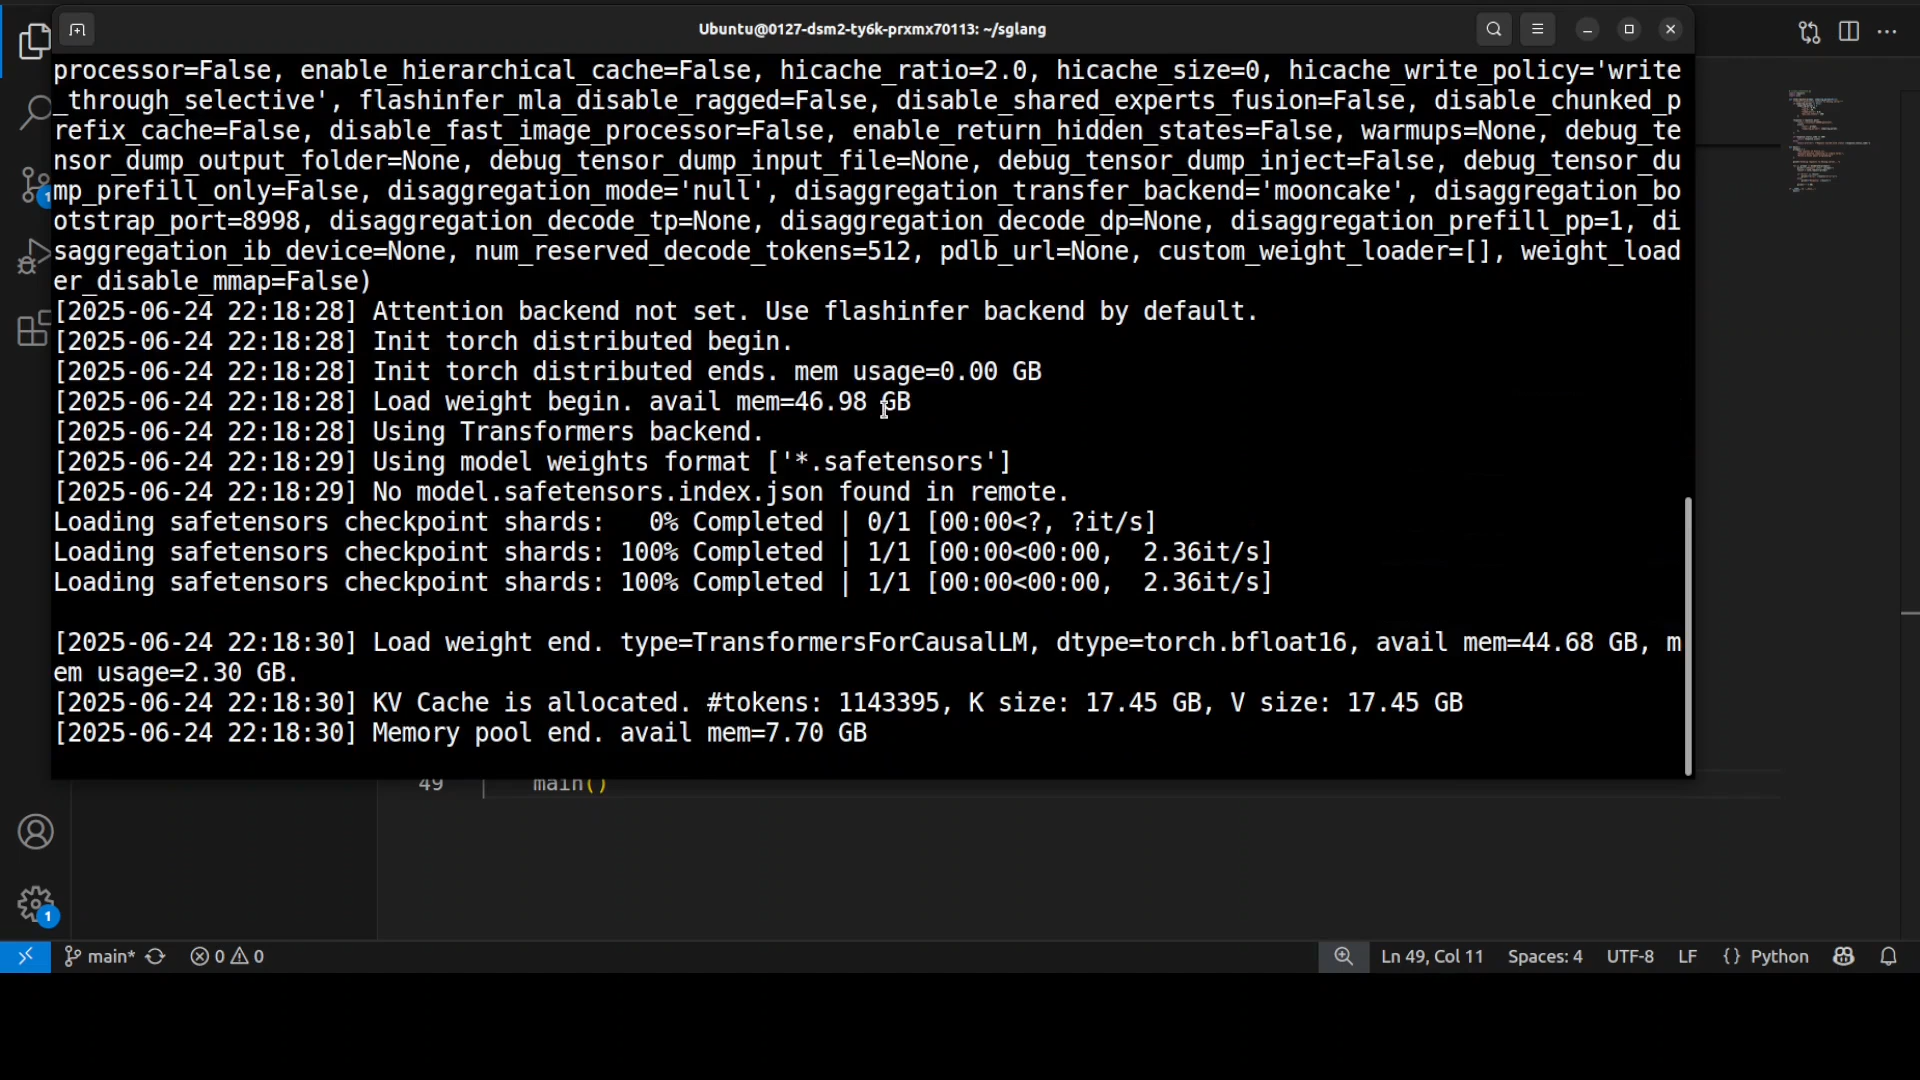 Ubuntu@0127-dsm2-ty6k-prxmx70113: ~/sglang
processor=False, enable_hierarchical_cache=False, hicache_ratio=2.0, hicache_size=0, hicache_write_policy='write
_through_selective', flashinfer_mla_disable_ragged=False, disable_shared_experts_fusion=False, disable_chunked_p
refix_cache=False, disable_fast_image_processor=False, enable_return_hidden_states=False, warmups=None, debug_te
nsor_dump_output_folder=None, debug_tensor_dump_input_file=None, debug_tensor_dump_inject=False, debug_tensor_du
mp_prefill_only=False, disaggregation_mode='null', disaggregation_transfer_backend='mooncake', disaggregation_bo
otstrap_port=8998, disaggregation_decode_tp=None, disaggregation_decode_dp=None, disaggregation_prefill_pp=1, di
saggregation_ib_device=None, num_reserved_decode_tokens=512, pdlb_url=None, custom_weight_loader=[], weight_load
er_disable_mmap=False)
[2025-06-24 22:18:28] Attention backend not set. Use flashinfer backend by default.
[2025-06-24 22:18:28] Init torch distributed begin.
[2025-06-24 22:18:28] Init torch distributed ends. mem usage=0.00 GB
[2025-06-24 22:18:28] Load weight begin. avail mem=46.98 GB
[2025-06-24 22:18:28] Using Transformers backend.
[2025-06-24 22:18:29] Using model weights format ['*.safetensors']
[2025-06-24 22:18:29] No model.safetensors.index.json found in remote.
Loading safetensors checkpoint shards:   0% Completed | 0/1 [00:00<?, ?it/s]
Loading safetensors checkpoint shards: 100% Completed | 1/1 [00:00<00:00,  2.36it/s]
Loading safetensors checkpoint shards: 100% Completed | 1/1 [00:00<00:00,  2.36it/s]
[2025-06-24 22:18:30] Load weight end. type=TransformersForCausalLM, dtype=torch.bfloat16, avail mem=44.68 GB, m
em usage=2.30 GB.
[2025-06-24 22:18:30] KV Cache is allocated. #tokens: 1143395, K size: 17.45 GB, V size: 17.45 GB
[2025-06-24 22:18:30] Memory pool end. avail mem=7.70 GB
49 main()
1
1
main* 0 0 Ln 49, Col 11 Spaces: 4 UTF-8 LF {} Python